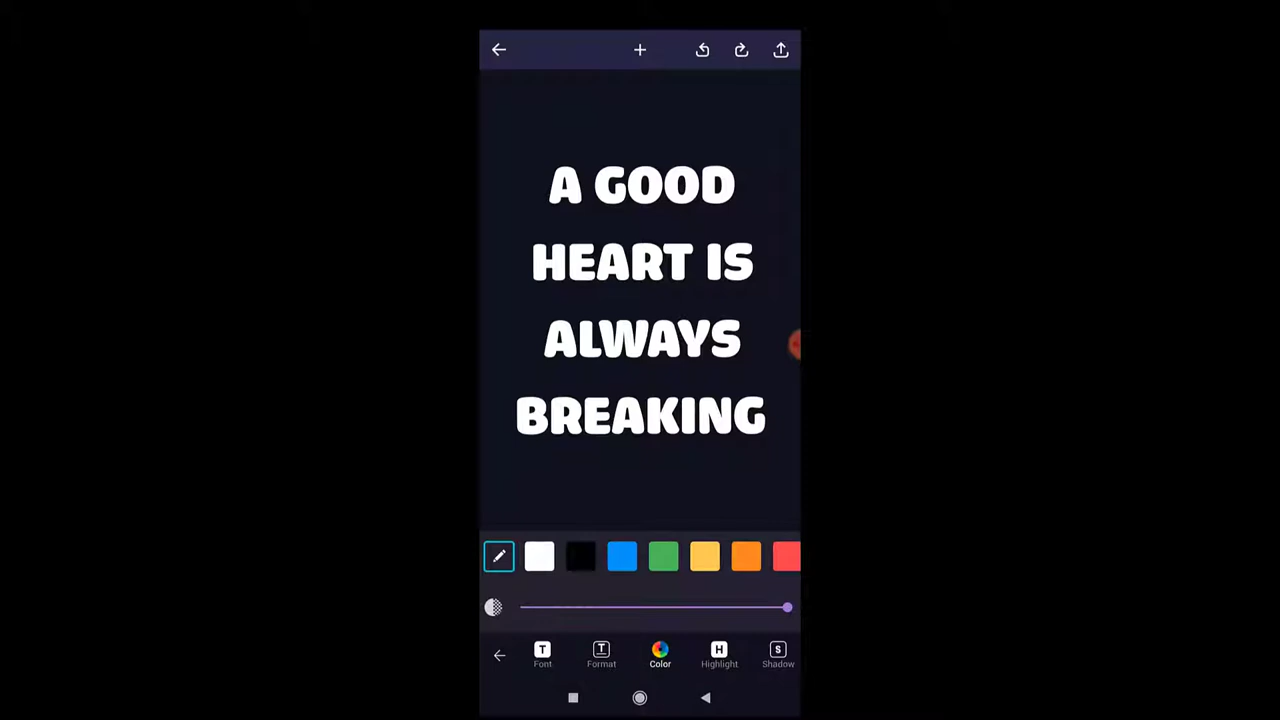 A GOOD
HEART IS
ALWAYS
BREAKING
T T H S
Font Format Color Highlight Shadow